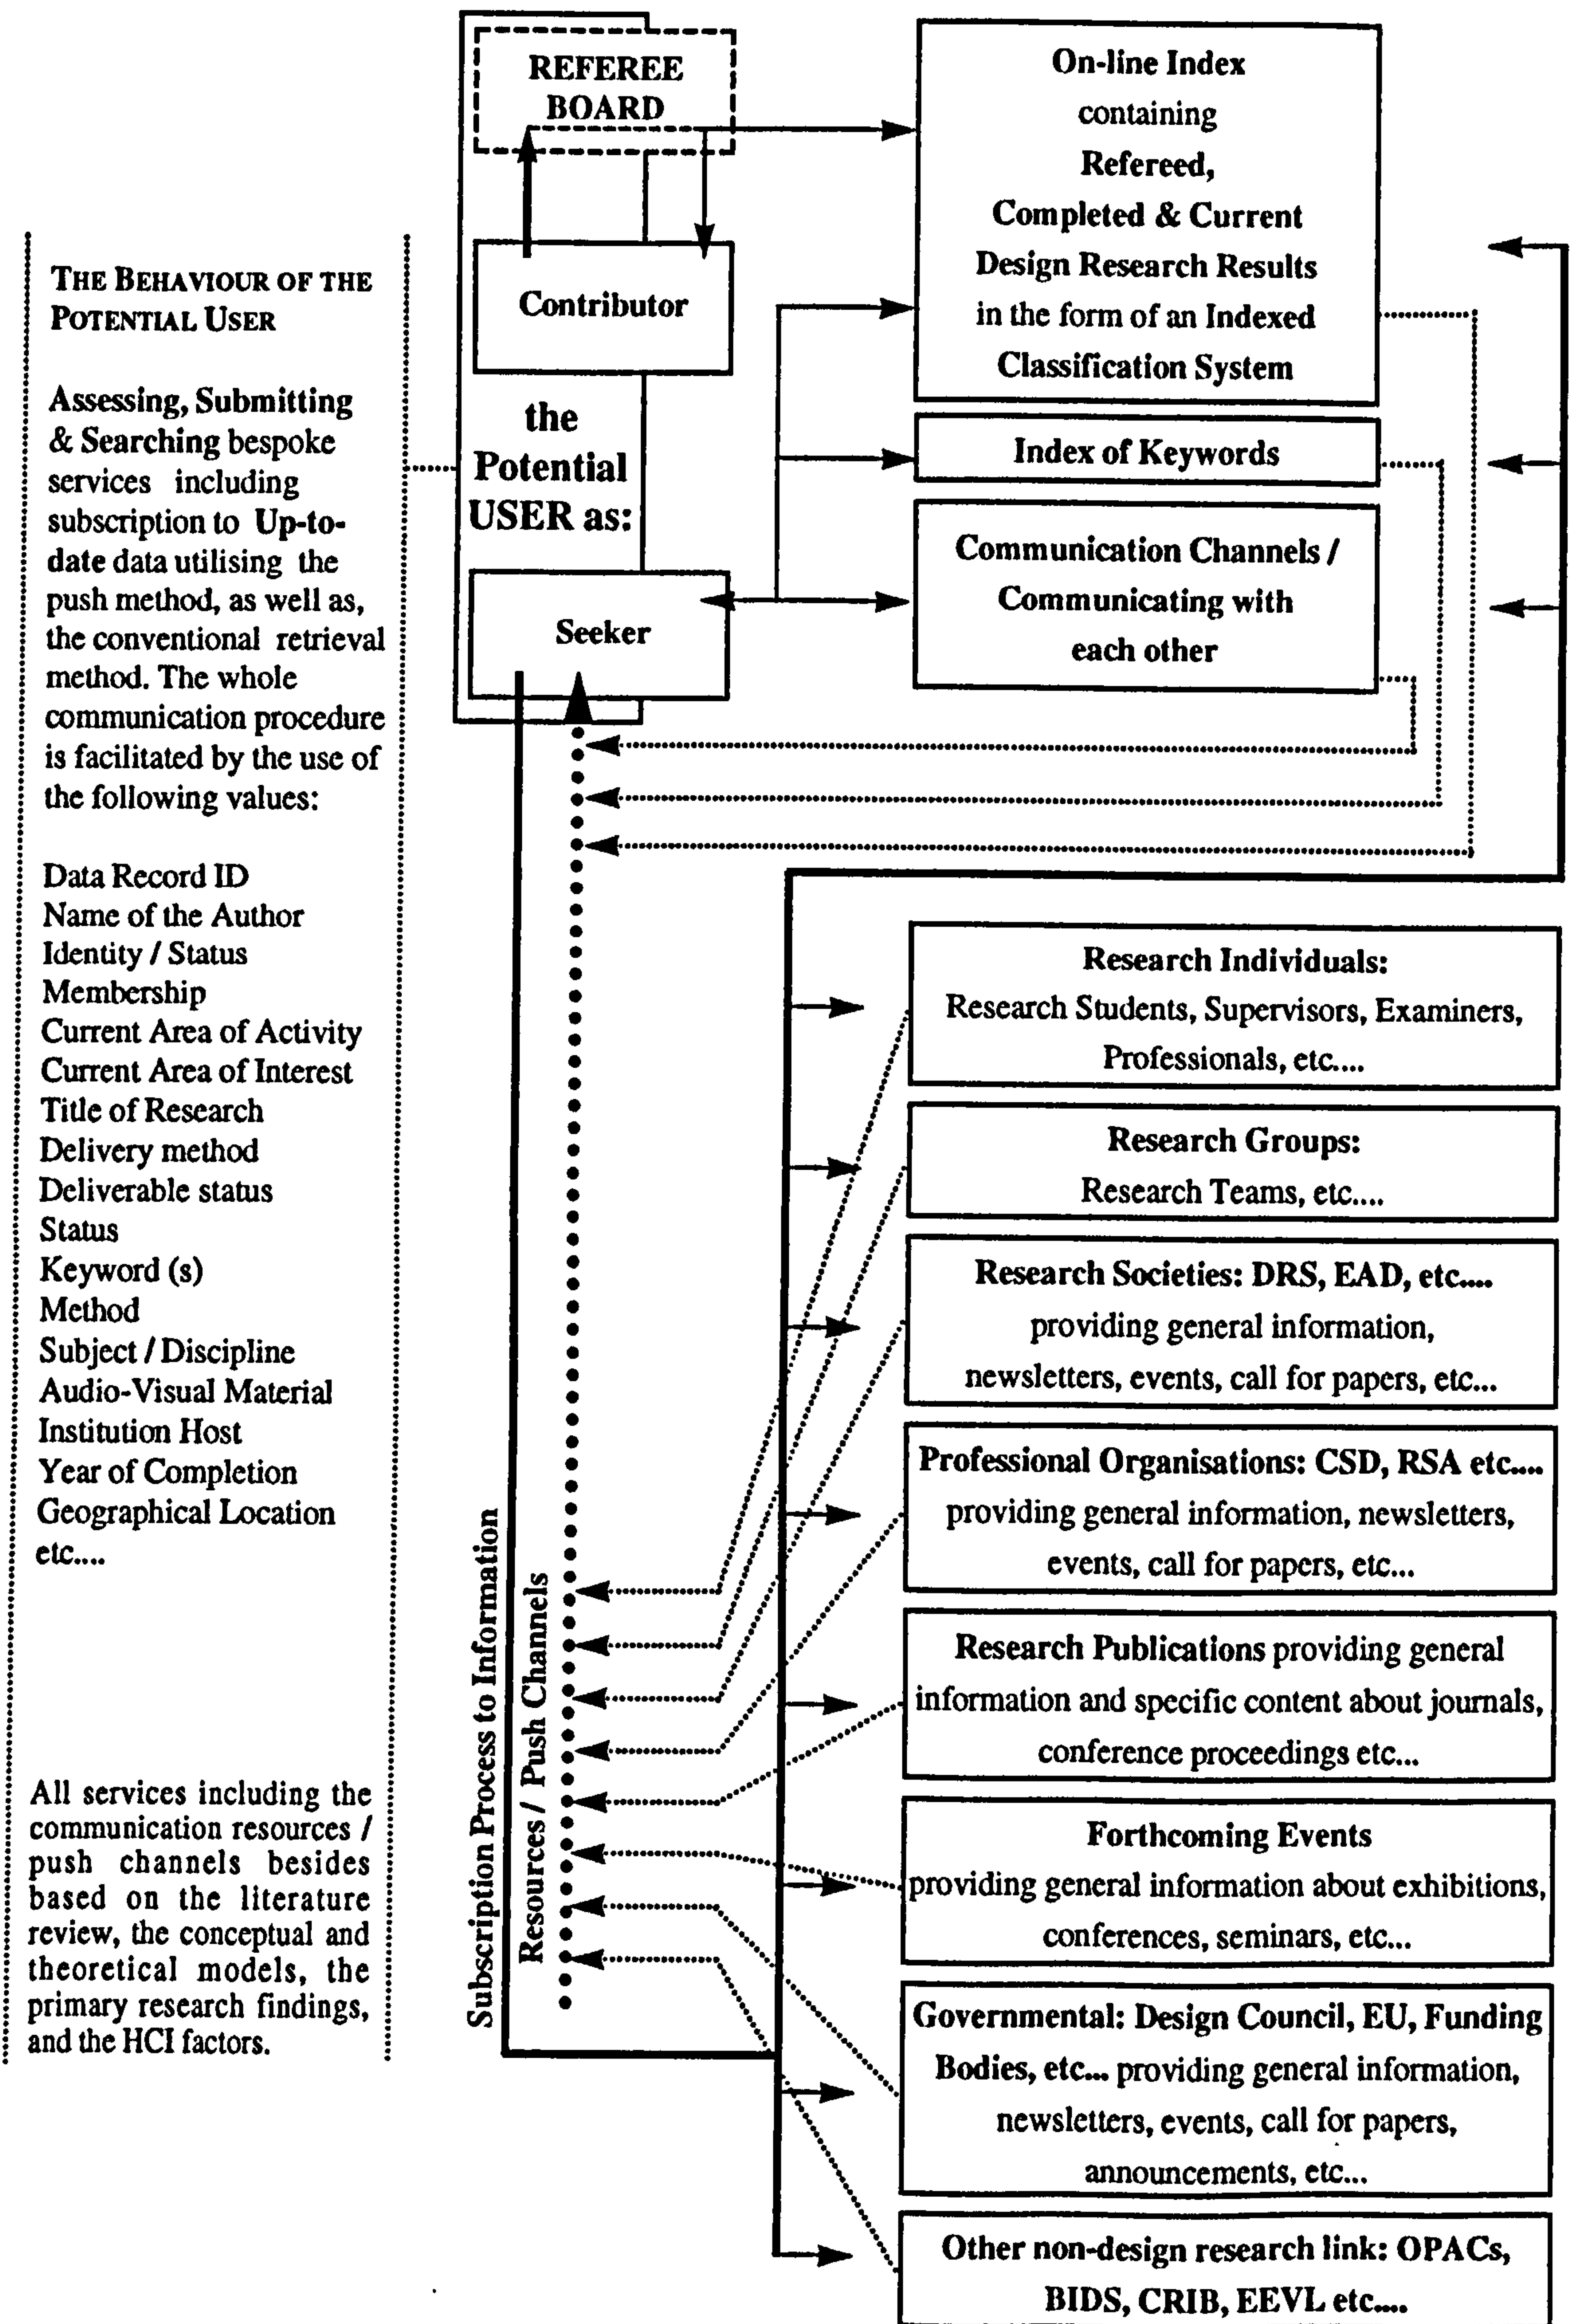 REFEREE
BOARD
On-line Index
containing
Refereed,
Completed & Current
Design Research Results
in the form of an Indexed
Classification System
THE BEHAVIOUR OF THE
POTENTIAL USER
Assessing, Submitting
& Searching bespoke
services including
subscription to Up-to-
date data utilising the
push method, as well as,
the conventional retrieval
method. The whole
communication procedure
is facilitated by the use of
the following values:
Data Record ID
Name of the Author
Identity / Status
Membership
Current Area of Activity
Current Area of Interest
Title of Research
Delivery method
Deliverable status
Status
Keyword (s)
Method
Subject / Discipline
Audio-Visual Material
Institution Host
Year of Completion
Geographical Location
etc....
All services including the
communication resources /
push channels besides
based on the literature
review, the conceptual and
theoretical models, the
primary research findings,
and the HCI factors.
Contributor
the
Potential
USER as:
Seeker
Index of Keywords
Communication Channels /
Communicating with
each other
Subscription Process to Information
Resources / Push Channels
Research Individuals:
Research Students, Supervisors, Examiners,
Professionals, etc....
Research Groups:
Research Teams, etc....
Research Societies: DRS, EAD, etc....
providing general information,
newsletters, events, call for papers, etc...
Professional Organisations: CSD, RSA etc....
providing general information, newsletters,
events, call for papers, etc...
Research Publications providing general
information and specific content about journals,
conference proceedings etc...
Forthcoming Events
providing general information about exhibitions,
conferences, seminars, etc...
Governmental: Design Council, EU, Funding
Bodies, etc... providing general information,
newsletters, events, call for papers,
announcements, etc...
Other non-design research link: OPACs,
BIDS, CRIB, EEVL etc....